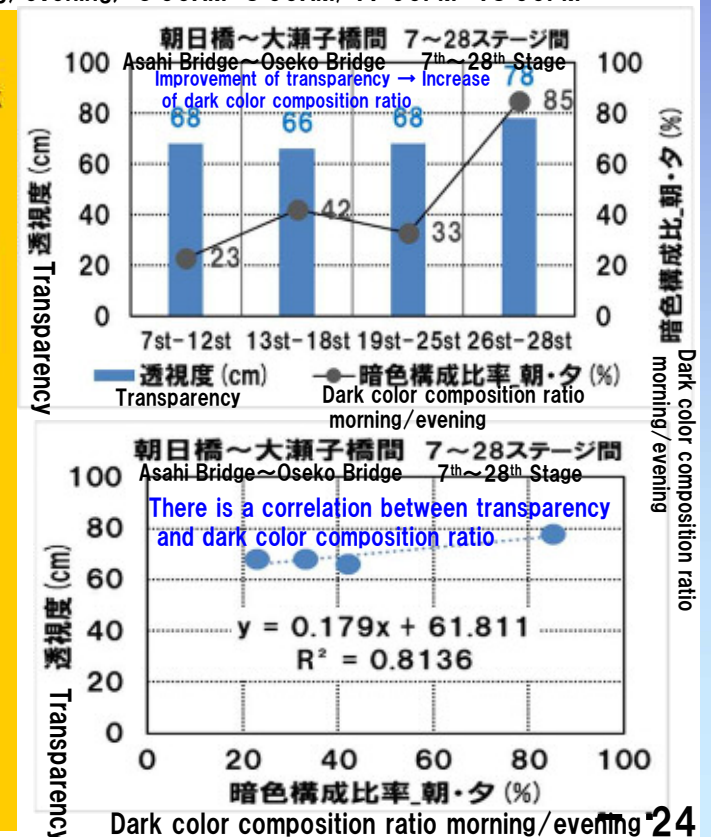 朝日橋～大瀬子橋間 7～28ステージ間
Asahi Bridge～Oseko Bridge 7th～28th Stage
Improvement of transparency → Increase
of dark color composition ratio
100
80
60
40
20
0
100
80
60
40
20
0
68
66
68
78
23
42
33
85
透視度 (cm)
Transparency
暗色構成比_朝・夕 (%)
Dark color composition ratio
morning/evening
7st-12st 13st-18st 19st-25st 26st-28st
透視度 (cm) 暗色構成比率_朝・夕 (%)
Transparency Dark color composition ratio
morning/evening
朝日橋～大瀬子橋間 7～28ステージ間
Asahi Bridge～Oseko Bridge 7th～28th Stage
There is a correlation between transparency
and dark color composition ratio
100
80
60
40
20
0
y = 0.179x + 61.811
R² = 0.8136
透視度 (cm)
Transparency
0 20 40 60 80 100
暗色構成比率_朝・夕 (%)
Dark color composition ratio morning/evening
24